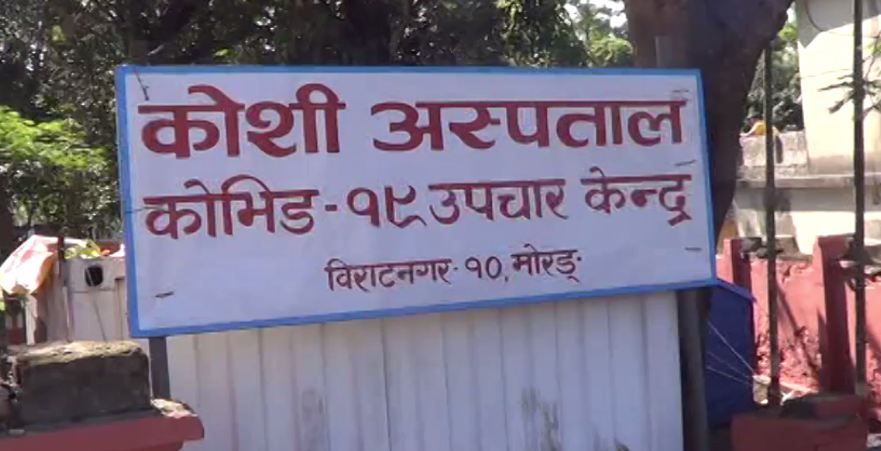 कोशी अस्पताल
कोभिड-१९ उपचार केन्द्र
विराटनगर-१०, मोरङ्